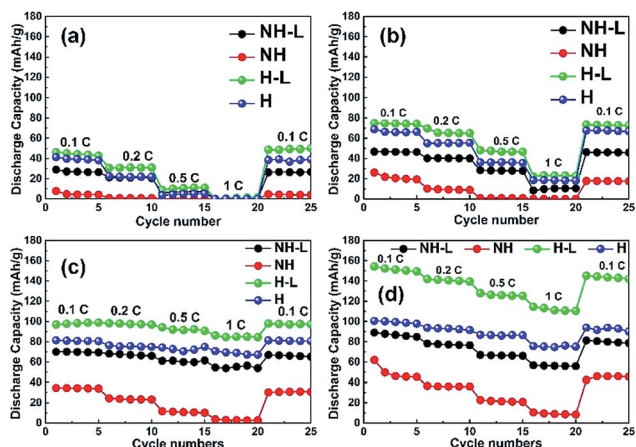 (a)
NH-L
NH
H-L
H
0.1 C
0.2 C
0.5 C
1 C
0.1 C
Discharge Capacity (mAh/g)
180
160
140
120
100
80
60
40
20
0
0 5 10 15 20 25
Cycle number
(b)
NH-L
NH
H-L
H
0.1 C
0.2 C
0.5 C
1 C
0.1 C
Discharge Capacity (mAh/g)
180
160
140
120
100
80
60
40
20
0
0 5 10 15 20 25
Cycle number
(c)
NH-L
NH
H-L
H
0.1 C
0.2 C
0.5 C
1 C
0.1 C
Discharge Capacity (mAh/g)
180
160
140
120
100
80
60
40
20
0
0 5 10 15 20 25
Cycle numbers
NH-L NH H-L H
(d)
0.1 C
0.2 C
0.5 C
1 C
0.1 C
Discharge Capacity (mAh/g)
180
160
140
120
100
80
60
40
20
0
0 5 10 15 20 25
Cycle numbers